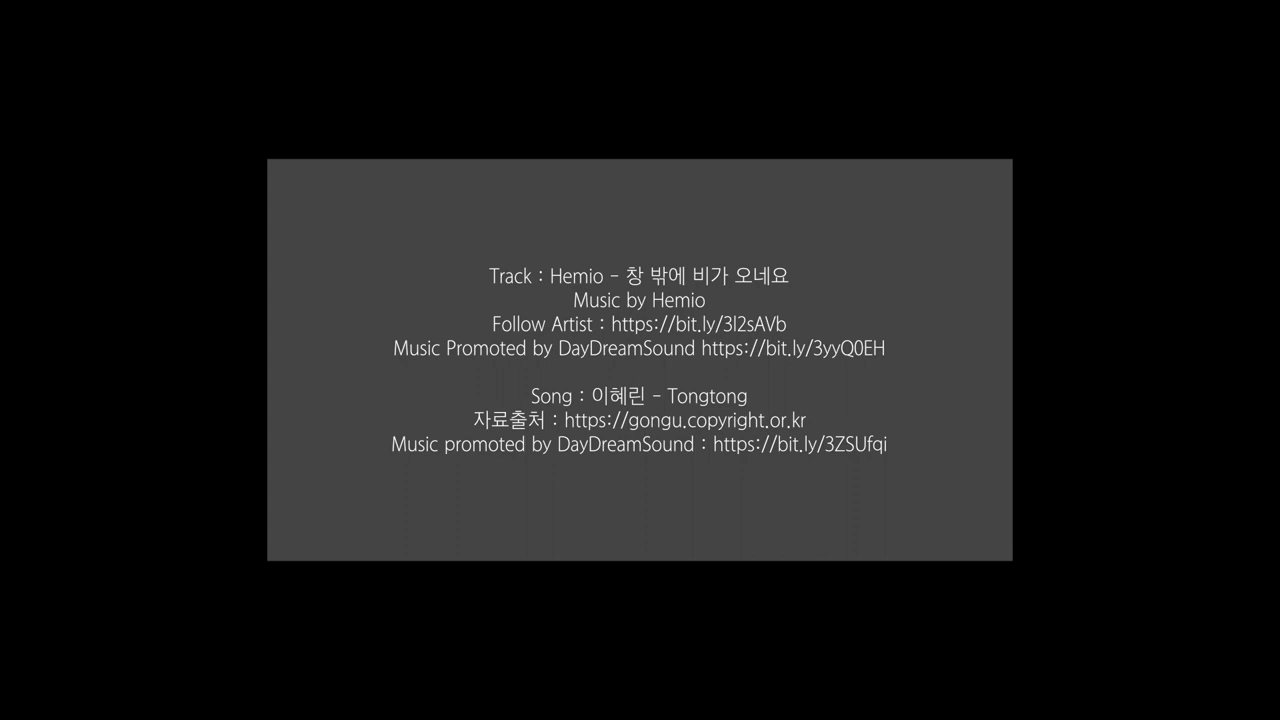 Track : Hemio - 창 밖에 비가 오네요
Music by Hemio
Follow Artist : https://bit.ly/3l2sAVb
Music Promoted by DayDreamSound https://bit.ly/3yyQ0EH
Song : 이혜린 - Tongtong
자료출처 : https://gongu.copyright.or.kr
Music promoted by DayDreamSound : https://bit.ly/3ZSUfqi